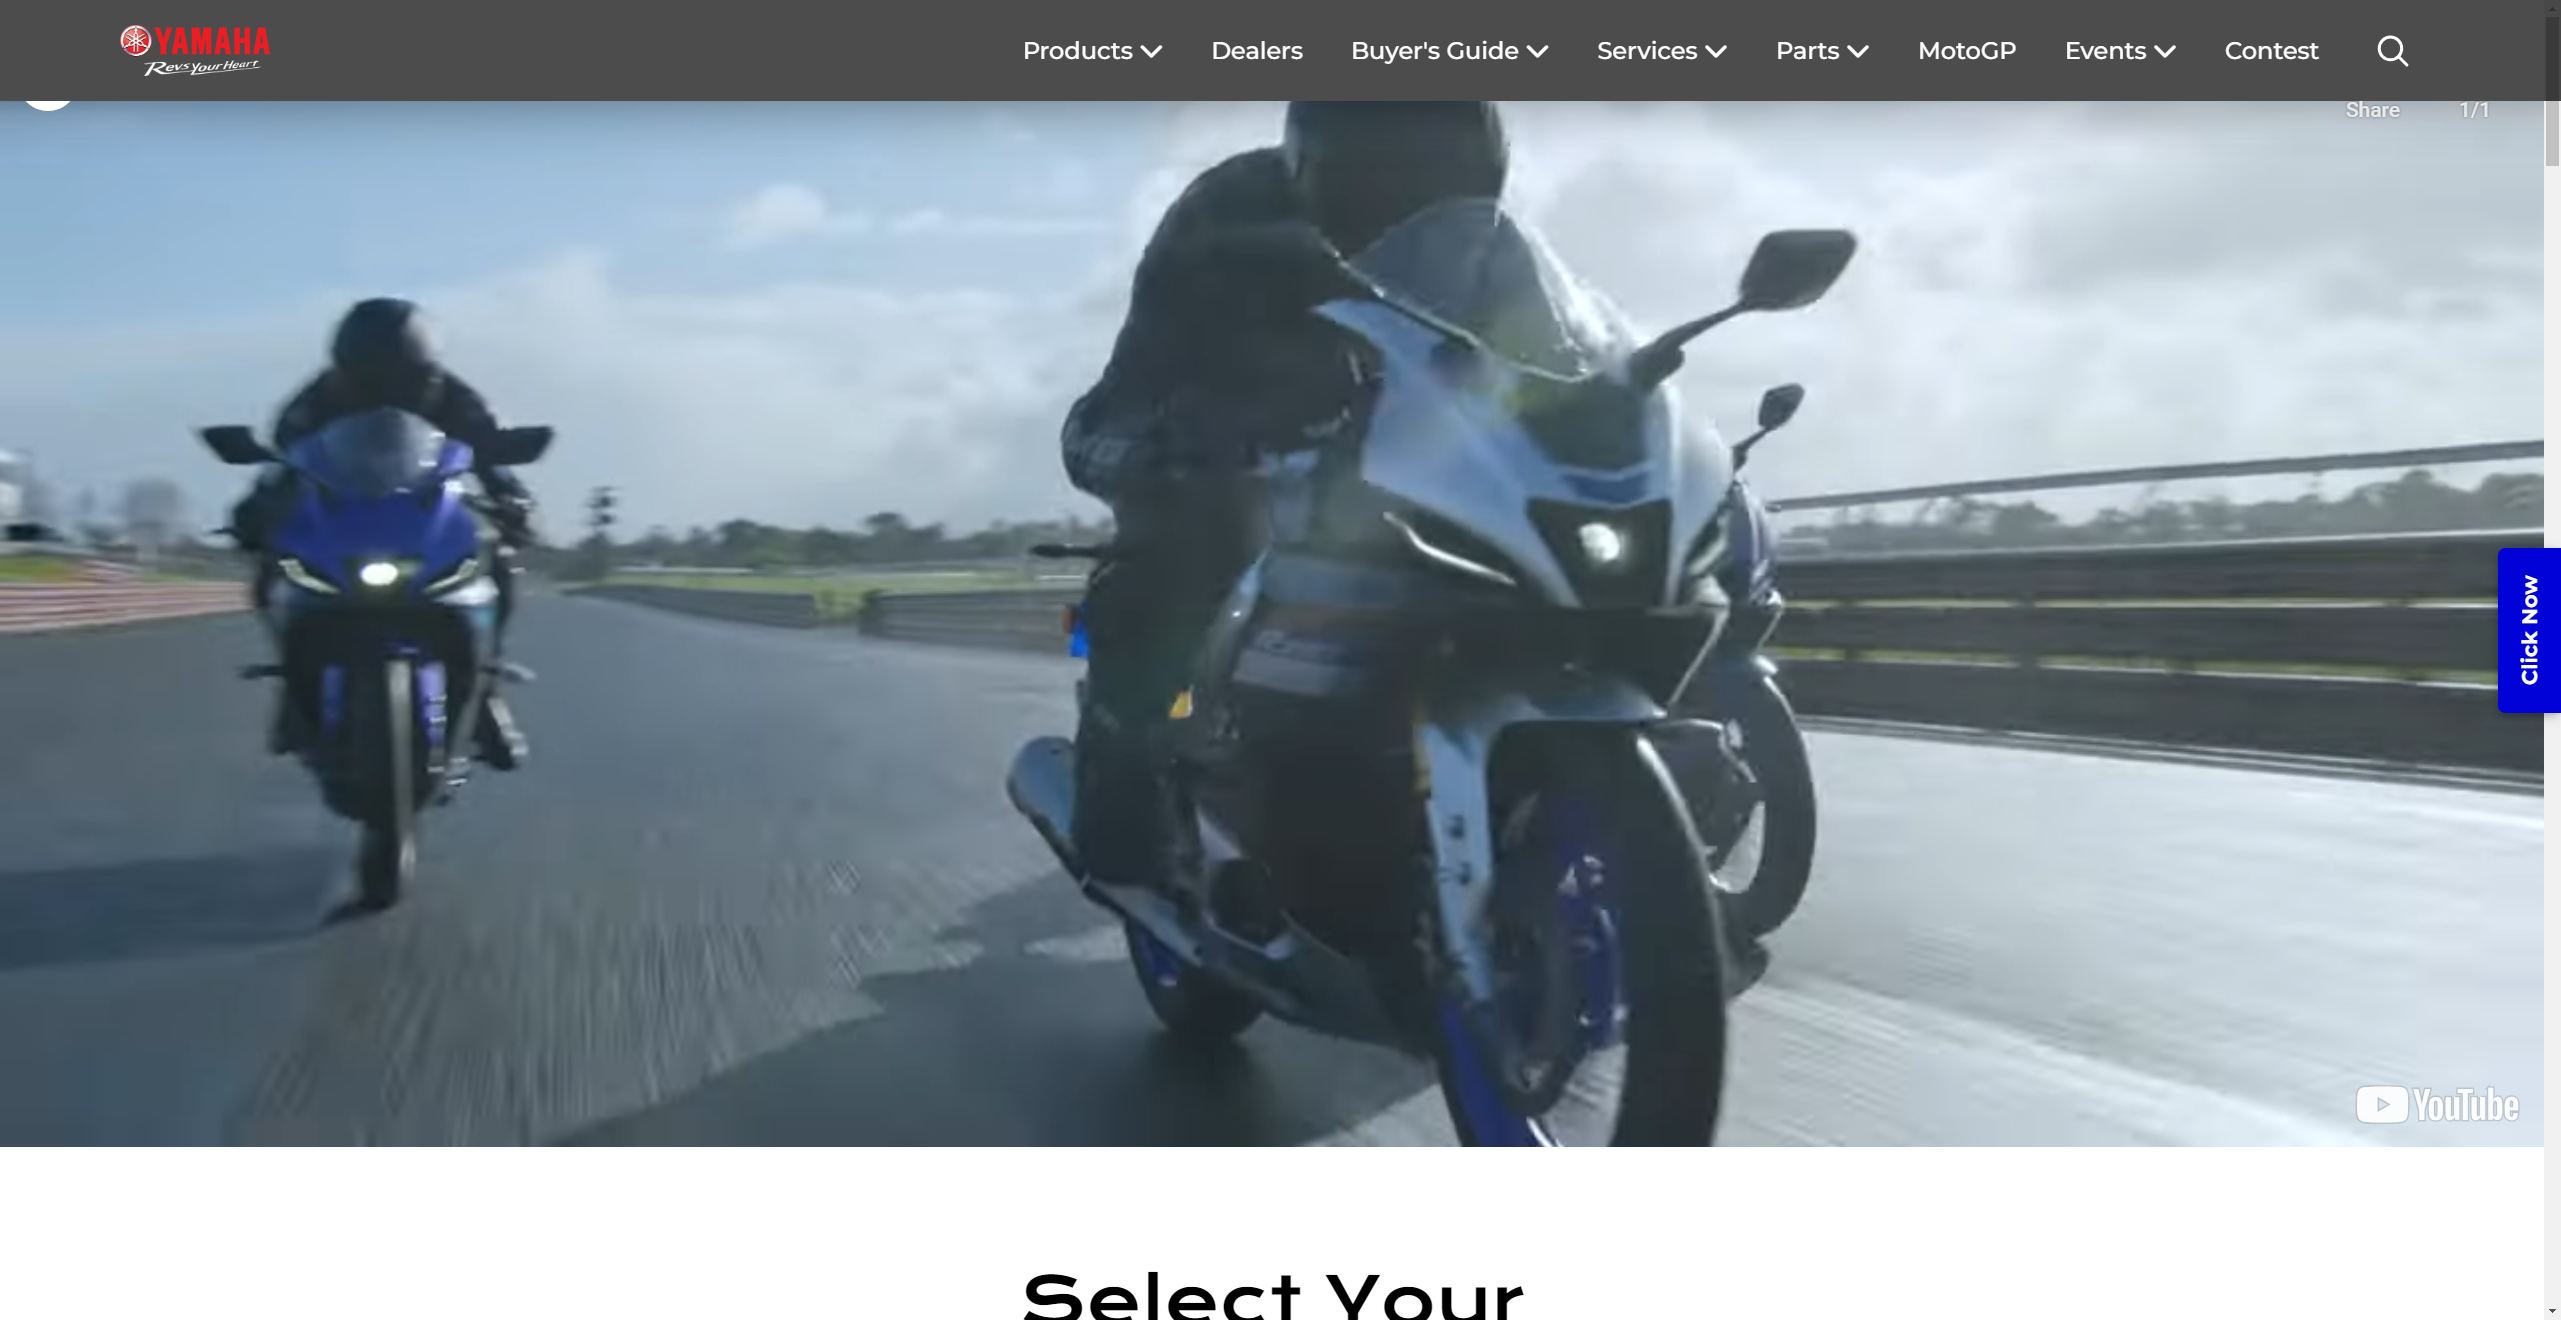 YAMAHA
Revs Your Heart
Products
Dealers
Buyer's Guide
Services
Parts
MotoGP
Events
Contest
Share
1/1
Click Now
YouTube
Select Your